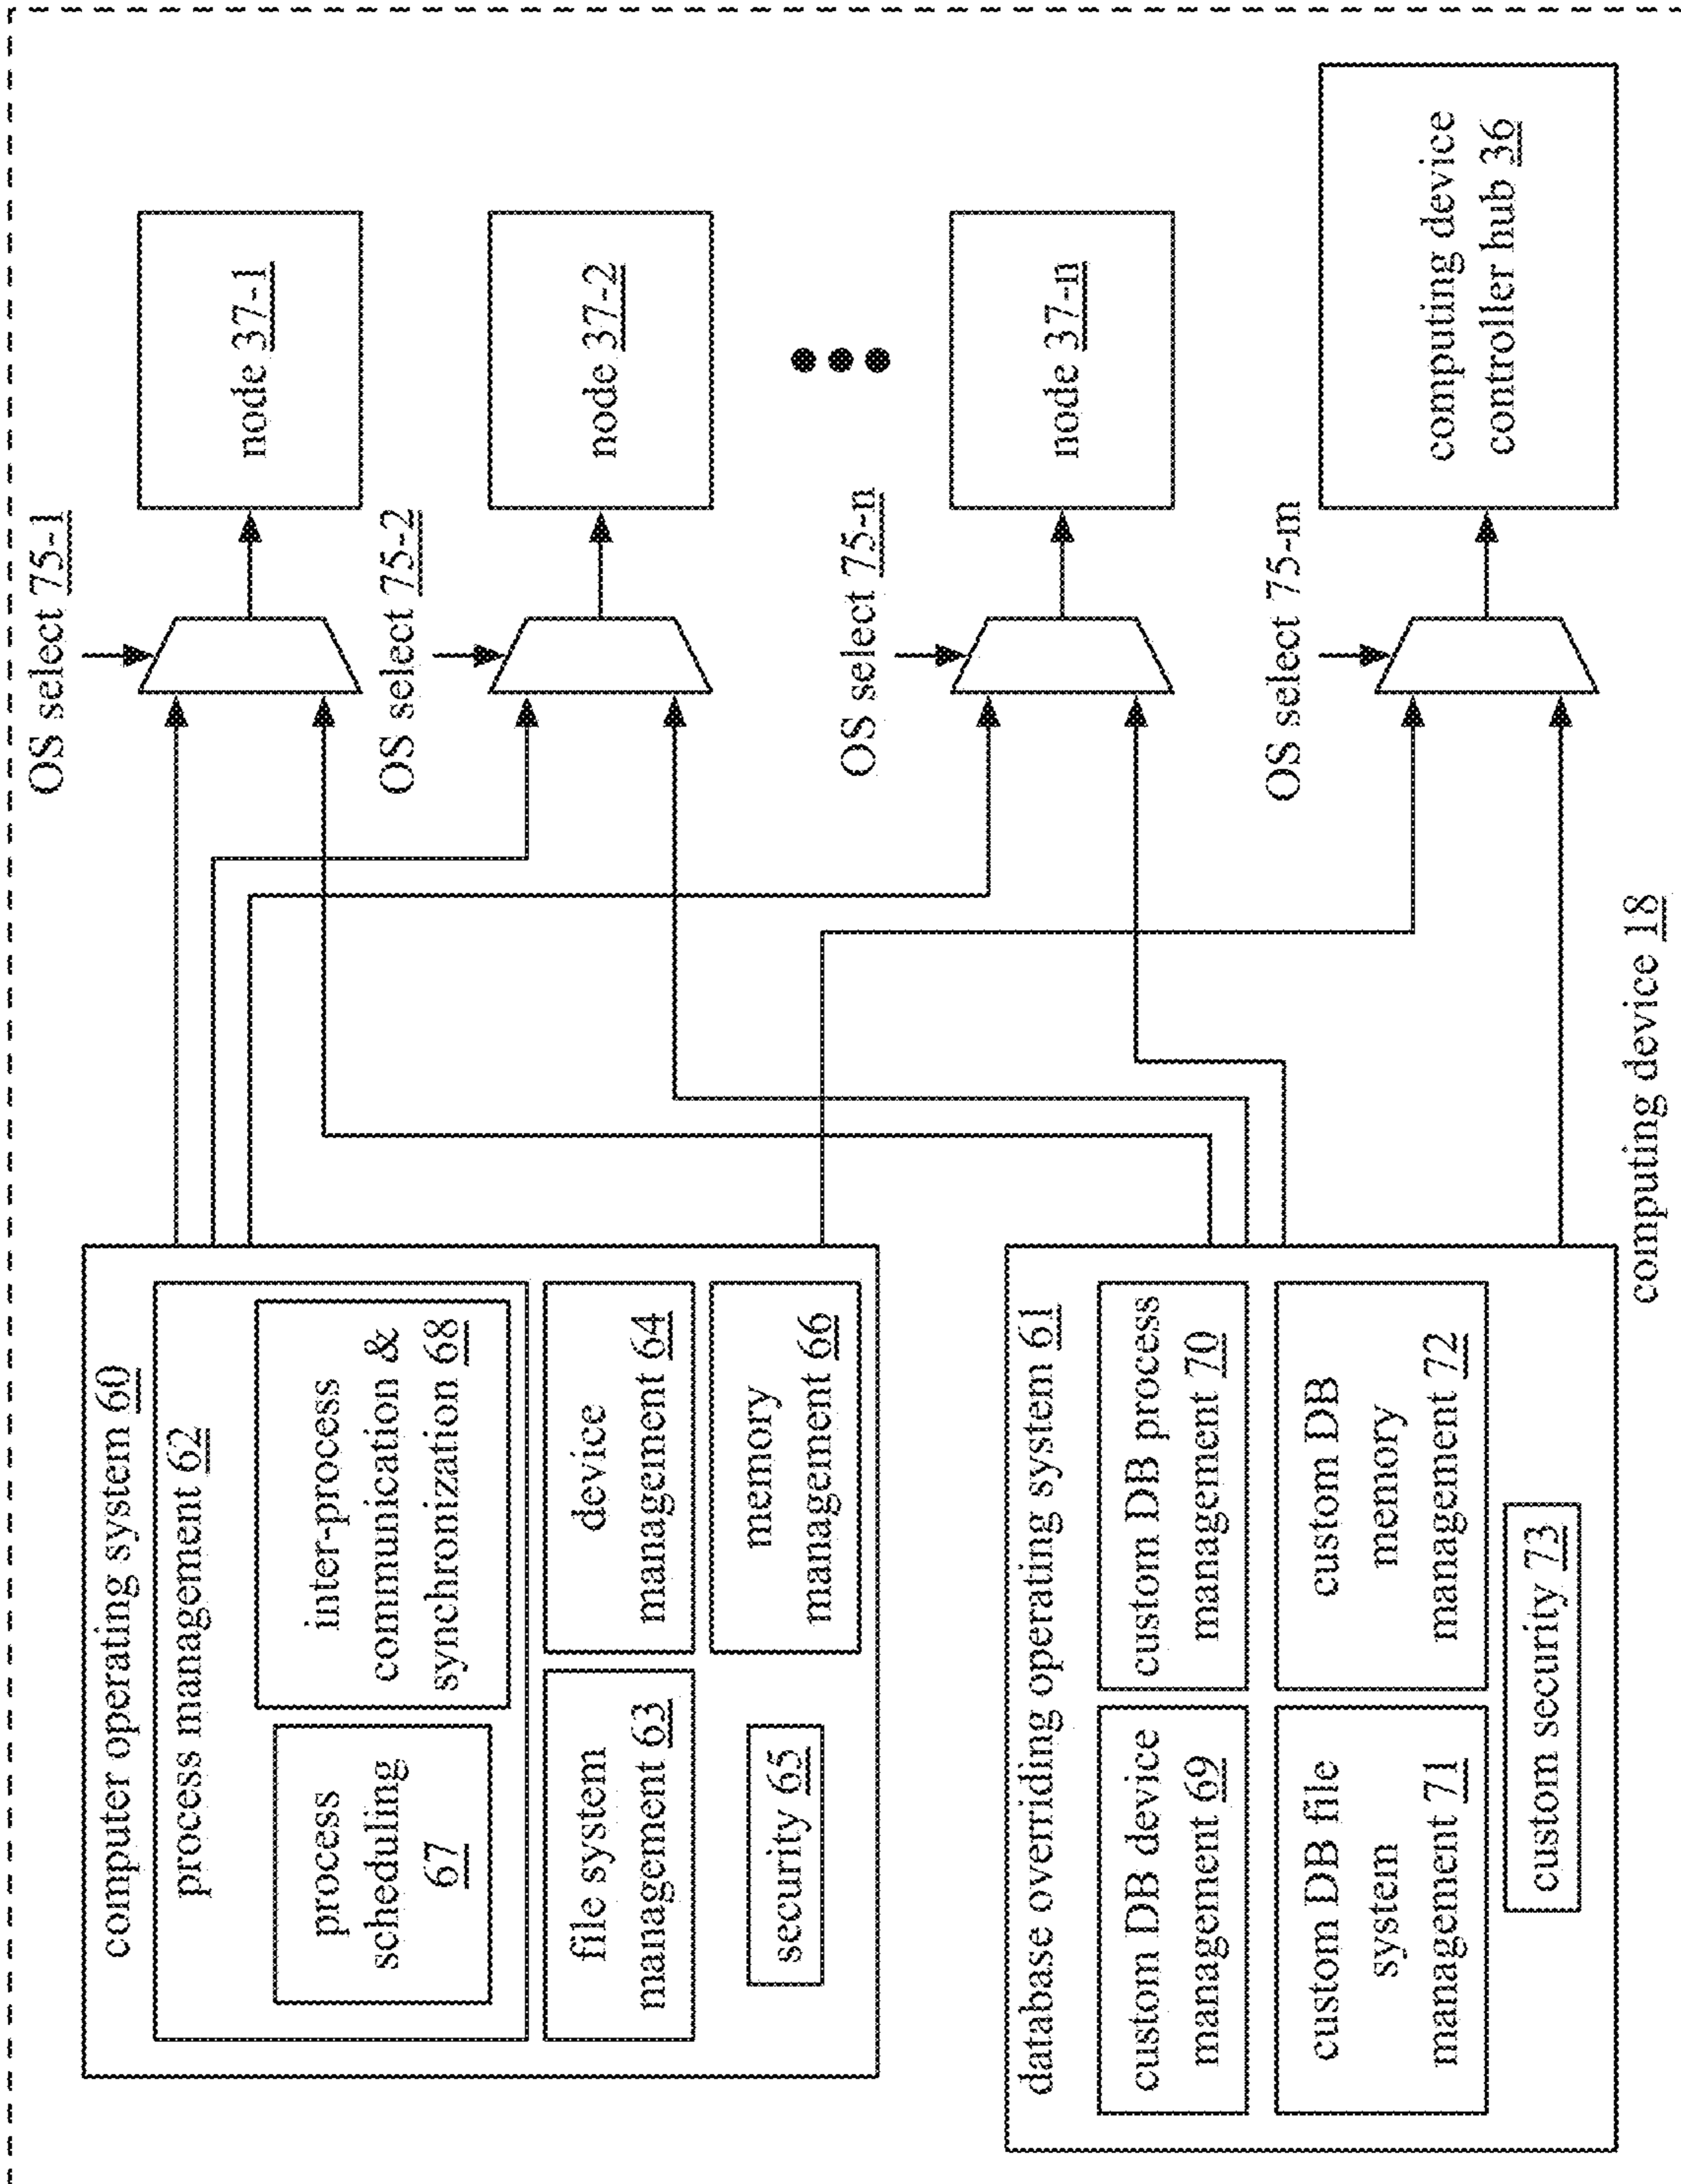 computer operating system 60
process management 62
process
scheduling
67
inter-process
communication &
synchronization 68
file system
management 63
device
management 64
security 65
memory
management 66
database overriding operating system 61
custom DB device
management 69
custom DB process
management 70
custom DB file
system
management 71
custom DB
memory
management 72
custom security 73
OS select 75-1
node 37-1
OS select 75-2
node 37-2
OS select 75-n
node 37-n
OS select 75-m
computing device
controller hub 36
computing device 18